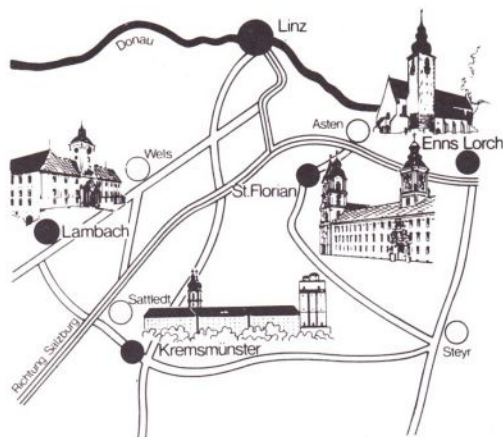 Linz
Donau
Asten
Enns Lorch
Wels
St.Florian
Lambach
Sattledt
Richtung Salzburg
Kremsmünster
Steyr